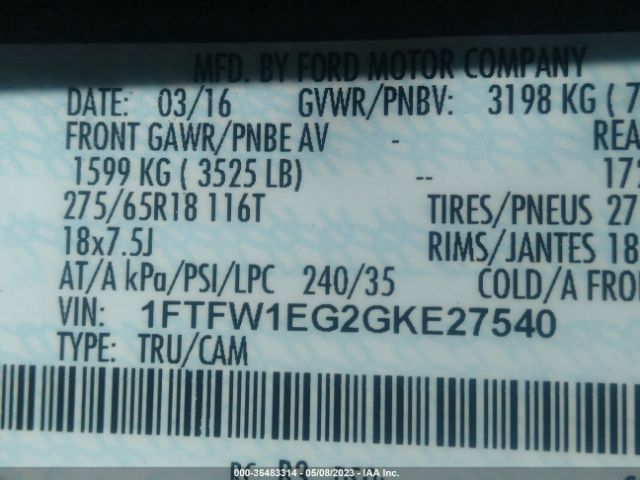 MFD. BY FORD MOTOR COMPANY
DATE: 03/16 GVWR/PNBV: 3198 KG ( 7
FRONT GAWR/PNBE AV - REA
1599 KG ( 3525 LB) -- 172
275/65R18 116T TIRES/PNEUS 27
18x7.5J RIMS/JANTES 18
AT/A kPa/PSI/LPC 240/35 COLD/A FRO
VIN: 1FTFW1EG2GKE27540
TYPE: TRU/CAM
000-36483314 - 05/08/2023 - IAA Inc.